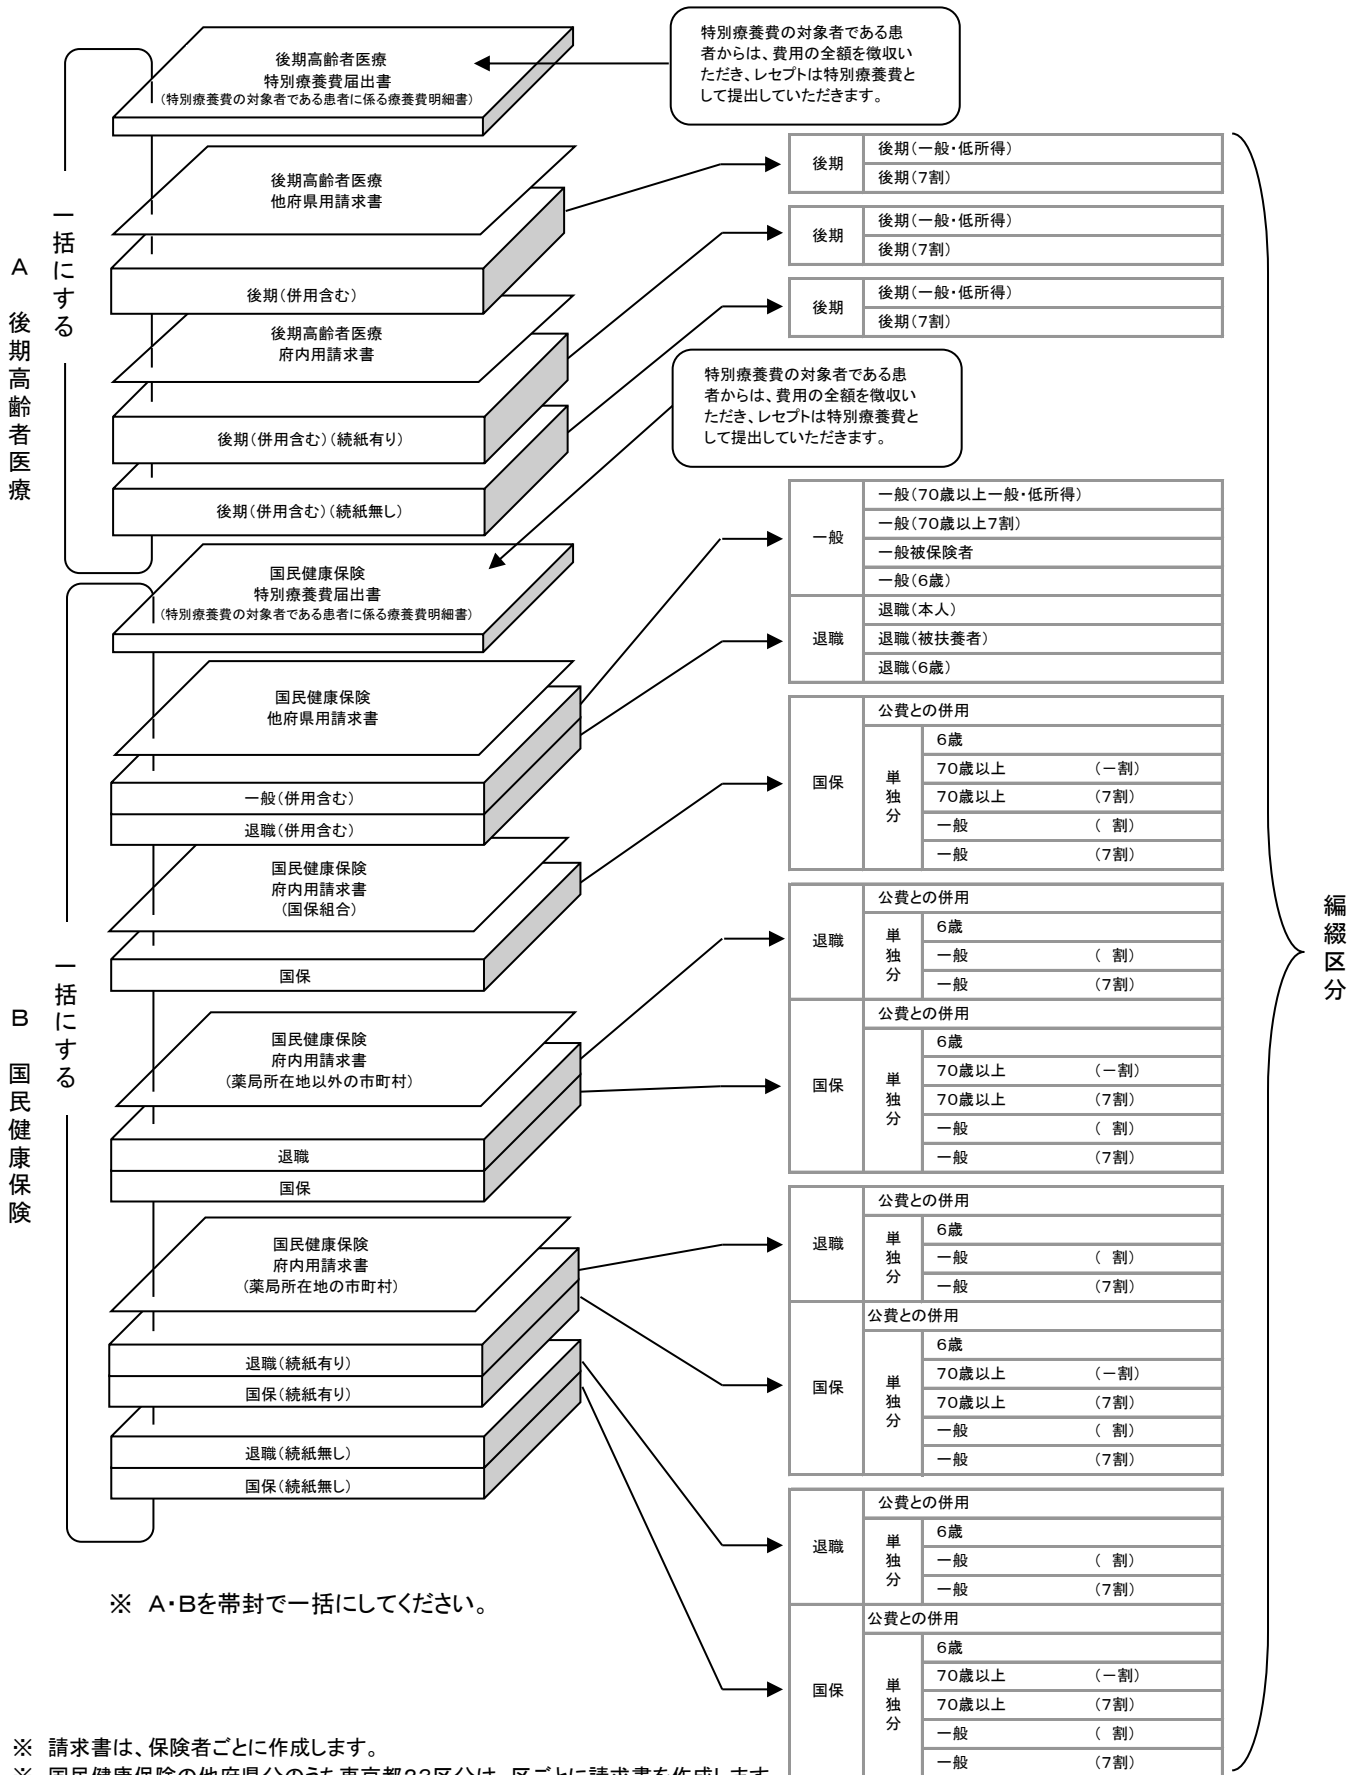 後期高齢者医療
特別療養費届出書
(特別療養費の対象者である患者に係る療養費明細書)
特別療養費の対象者である患
者からは、費用の全額を徴収い
ただき、レセプトは特別療養費と
して提出していただきます。
A 後期高齢者医療
一括にする
後期高齢者医療
他府県用請求書
後期(併用含む)
後期高齢者医療
府内用請求書
後期(併用含む)(続紙有り)
後期(併用含む)(続紙無し)
後期
後期(一般・低所得)
後期(7割)
後期
後期(一般・低所得)
後期(7割)
後期
後期(一般・低所得)
後期(7割)
特別療養費の対象者である患
者からは、費用の全額を徴収い
ただき、レセプトは特別療養費と
して提出していただきます。
B 国民健康保険
一括にする
国民健康保険
特別療養費届出書
(特別療養費の対象者である患者に係る療養費明細書)
国民健康保険
他府県用請求書
一般(併用含む)
退職(併用含む)
国民健康保険
府内用請求書
(国保組合)
国保
国民健康保険
府内用請求書
(薬局所在地以外の市町村)
退職
国保
国民健康保険
府内用請求書
(薬局所在地の市町村)
退職(続紙有り)
国保(続紙有り)
退職(続紙無し)
国保(続紙無し)
一般
一般(70歳以上一般・低所得)
一般(70歳以上7割)
一般被保険者
一般(6歳)
退職
退職(本人)
退職(被扶養者)
退職(6歳)
国保
公費との併用
単独分
6歳
70歳以上 (-割)
70歳以上 (7割)
一般 ( 割)
一般 (7割)
退職
公費との併用
単独分
6歳
一般 ( 割)
一般 (7割)
国保
公費との併用
単独分
6歳
70歳以上 (-割)
70歳以上 (7割)
一般 ( 割)
一般 (7割)
退職
公費との併用
単独分
6歳
一般 ( 割)
一般 (7割)
国保
公費との併用
単独分
6歳
70歳以上 (-割)
70歳以上 (7割)
一般 ( 割)
一般 (7割)
退職
公費との併用
単独分
6歳
一般 ( 割)
一般 (7割)
国保
公費との併用
単独分
6歳
70歳以上 (-割)
70歳以上 (7割)
一般 ( 割)
一般 (7割)
編綴区分
※ A・Bを帯封で一括にしてください。
※ 請求書は、保険者ごとに作成します。
※ 国民健康保険の他府県分のうち東京都23区分は、区ごとに請求書を作成します